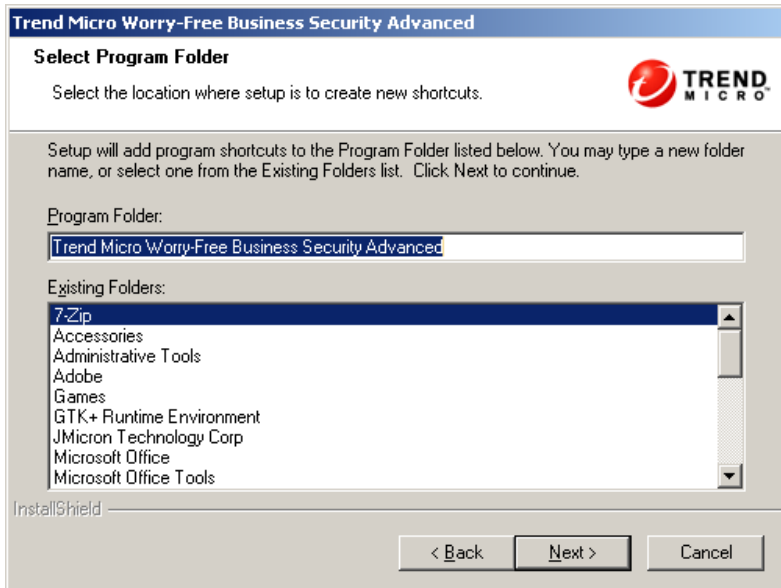 Trend Micro Worry-Free Business Security Advanced
Select Program Folder
Select the location where setup is to create new shortcuts.
TREND
MICRO
Setup will add program shortcuts to the Program Folder listed below. You may type a new folder
name, or select one from the Existing Folders list. Click Next to continue.
Program Folder:
Trend Micro Worry-Free Business Security Advanced
Existing Folders:
7-Zip
Accessories
Administrative Tools
Adobe
Games
GTK+ Runtime Environment
JMicron Technology Corp
Microsoft Office
Microsoft Office Tools
InstallShield
< Back
Next >
Cancel